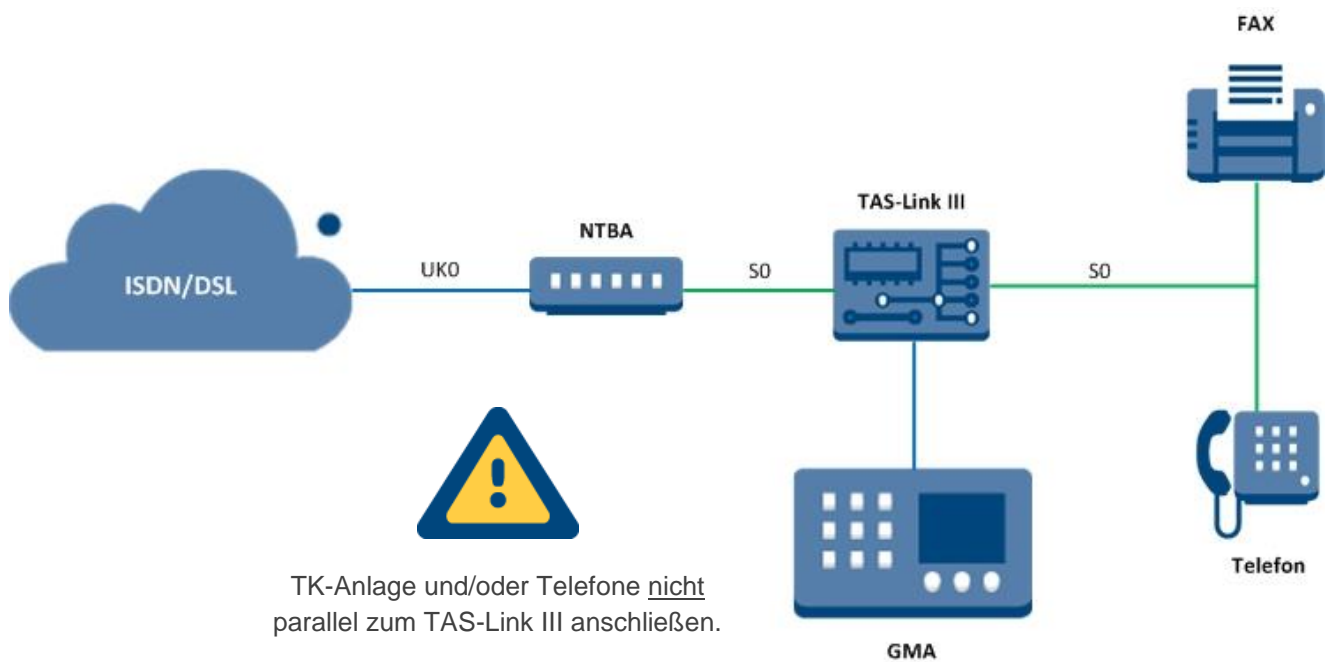 FAX
TAS-Link III
NTBA
UK0
S0
S0
ISDN/DSL
TK-Anlage und/oder Telefone nicht
parallel zum TAS-Link III anschließen.
Telefon
GMA